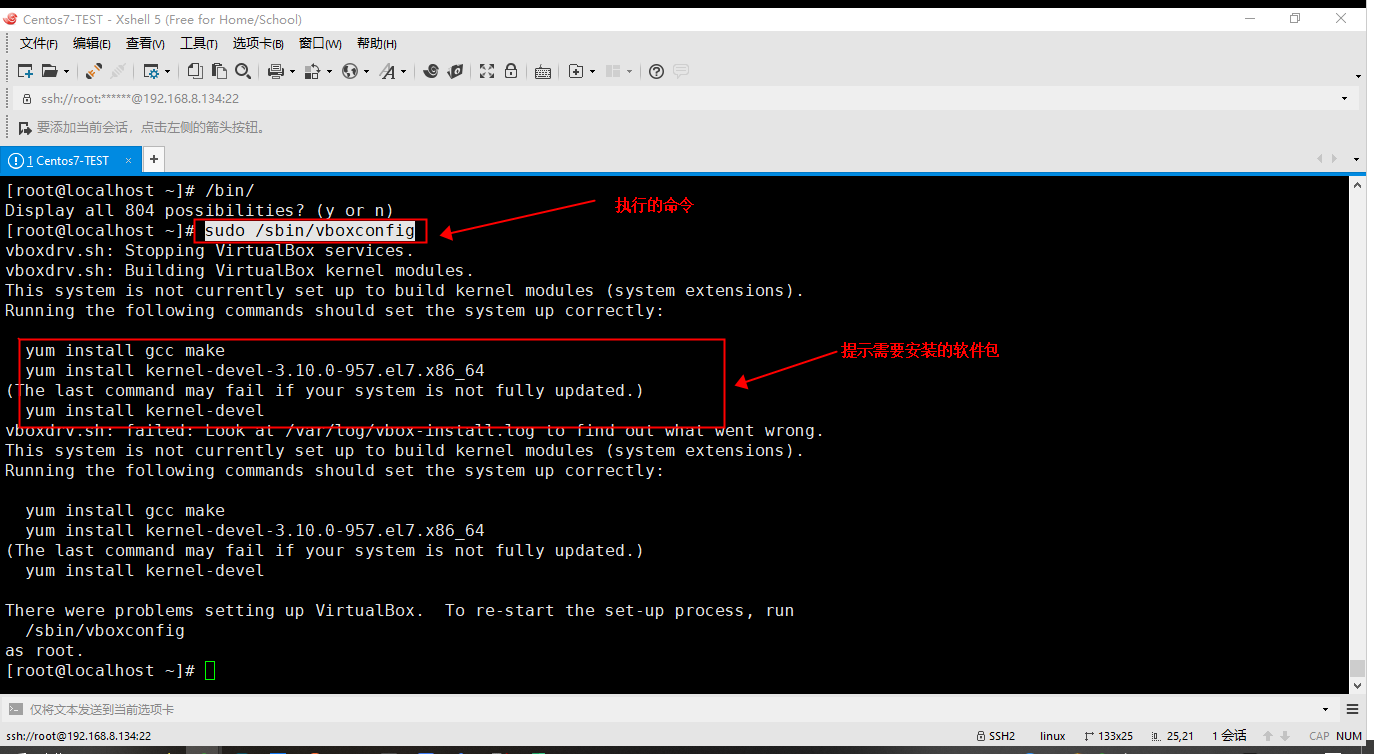 Centos7-TEST - Xshell 5 (Free for Home/School)
文件(F) 编辑(E) 查看(V) 工具(T) 选项卡(B) 窗口(W) 帮助(H)
ssh://root:******@192.168.8.134:22
要添加当前会话，点击左侧的箭头按钮。
1 Centos7-TEST × +
[root@localhost ~]# /bin/
Display all 804 possibilities? (y or n)
执行的命令
[root@localhost ~]# sudo /sbin/vboxconfig
vboxdrv.sh: Stopping VirtualBox services.
vboxdrv.sh: Building VirtualBox kernel modules.
This system is not currently set up to build kernel modules (system extensions).
Running the following commands should set the system up correctly:
yum install gcc make
提示需要安装的软件包
yum install kernel-devel-3.10.0-957.el7.x86_64
(The last command may fail if your system is not fully updated.)
yum install kernel-devel
vboxdrv.sh: failed: Look at /var/log/vbox-install.log to find out what went wrong.
This system is not currently set up to build kernel modules (system extensions).
Running the following commands should set the system up correctly:
yum install gcc make
yum install kernel-devel-3.10.0-957.el7.x86_64
(The last command may fail if your system is not fully updated.)
yum install kernel-devel
There were problems setting up VirtualBox.  To re-start the set-up process, run
/sbin/vboxconfig
as root.
[root@localhost ~]#
仅将文本发送到当前选项卡
ssh://root@192.168.8.134:22 SSH2 linux 133x25 25,21 1 会话 CAP NUM